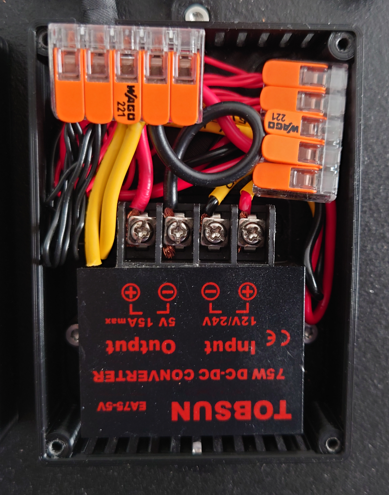 WAGO
221
WAGO
221
TOBSUN
EA75-5V
75W DC-DC CONVERTER
Input Output
12V/24V 5V 15Amax
+ - - +